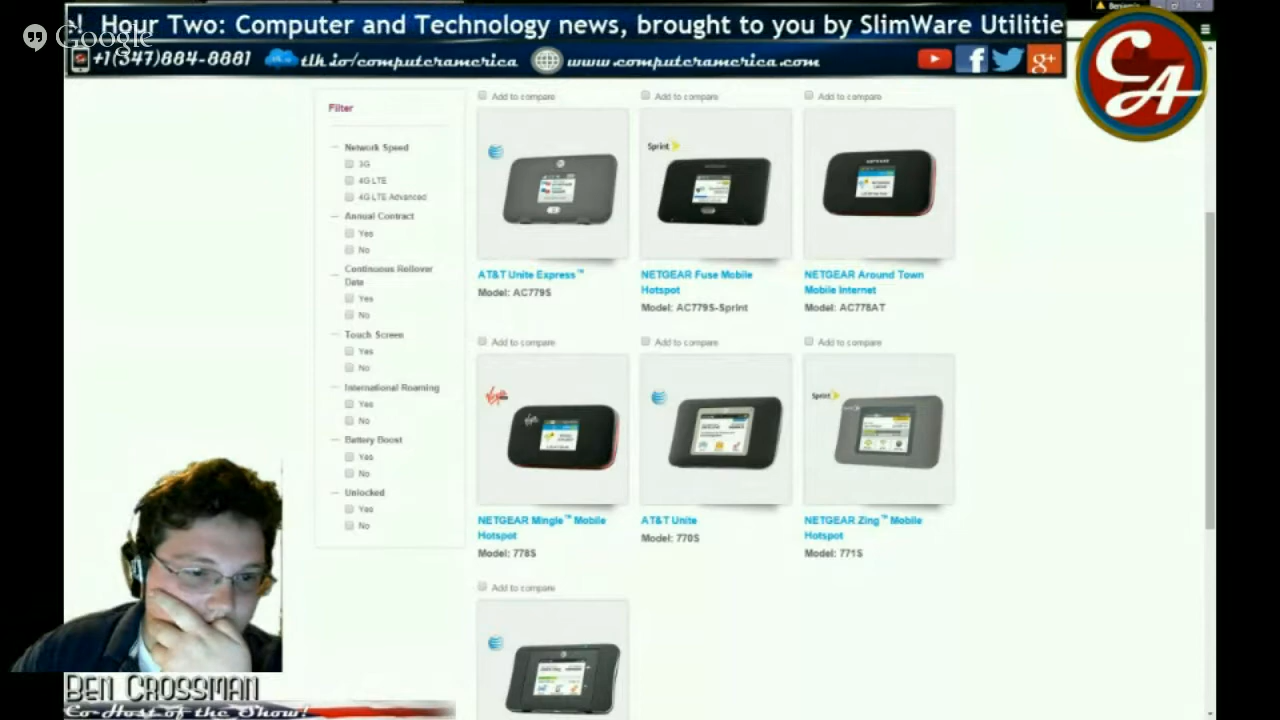 e! Hour Two: Computer and Technology news, brought to you by SlimWare Utilitie
Google
+1(347)884-8881 tlk.io/computeramerica www.computeramerica.com
g+
CA
Filter
Network Speed
3G
4G LTE
4G LTE Advanced
Annual Contract
Yes
No
Continuous Rollover
Data
Yes
No
Touch Screen
Yes
No
International Roaming
Yes
No
Battery Boost
Yes
No
Unlocked
Yes
No
Add to compare Add to compare Add to compare
Sprint
AT&T Unite Express™ NETGEAR Fuse Mobile NETGEAR Around Town
Hotspot Mobile Internet
Model: AC779S Model: AC779S-Sprint Model: AC778AT
Add to compare Add to compare Add to compare
Virgin Sprint
NETGEAR Mingle™ Mobile AT&T Unite NETGEAR Zing™ Mobile
Hotspot Hotspot
Model: 778S Model: 770S Model: 771S
Add to compare
Ben Crossman
Co-Host of the Show!